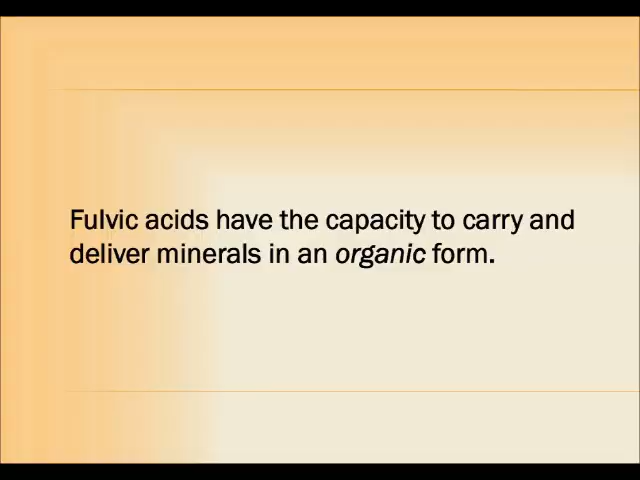 Fulvic acids have the capacity to carry and
deliver minerals in an organic form.